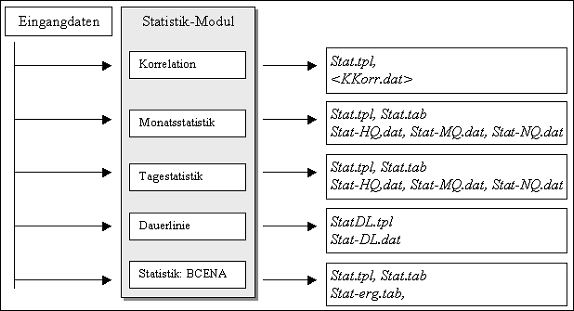 Eingangdaten
Statistik-Modul
Korrelation
Stat.tpl,
<KKorr.dat>
Monatsstatistik
Stat.tpl, Stat.tab
Stat-HQ.dat, Stat-MQ.dat, Stat-NQ.dat
Tagestatistik
Stat.tpl, Stat.tab
Stat-HQ.dat, Stat-MQ.dat, Stat-NQ.dat
Dauerlinie
StatDL.tpl
Stat-DL.dat
Statistik: BCENA
Stat.tpl, Stat.tab
Stat-erg.tab,